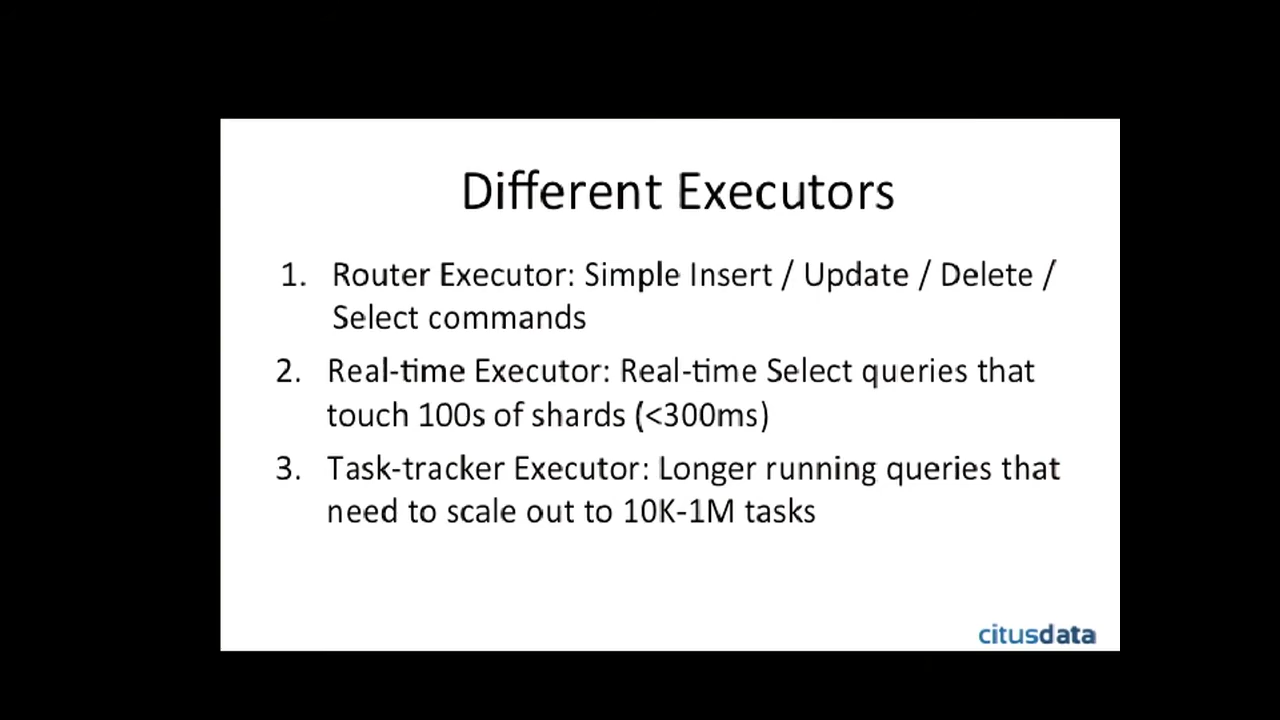 Different Executors
1. Router Executor: Simple Insert / Update / Delete /
Select commands
2. Real-time Executor: Real-time Select queries that
touch 100s of shards (<300ms)
3. Task-tracker Executor: Longer running queries that
need to scale out to 10K-1M tasks
citusdata